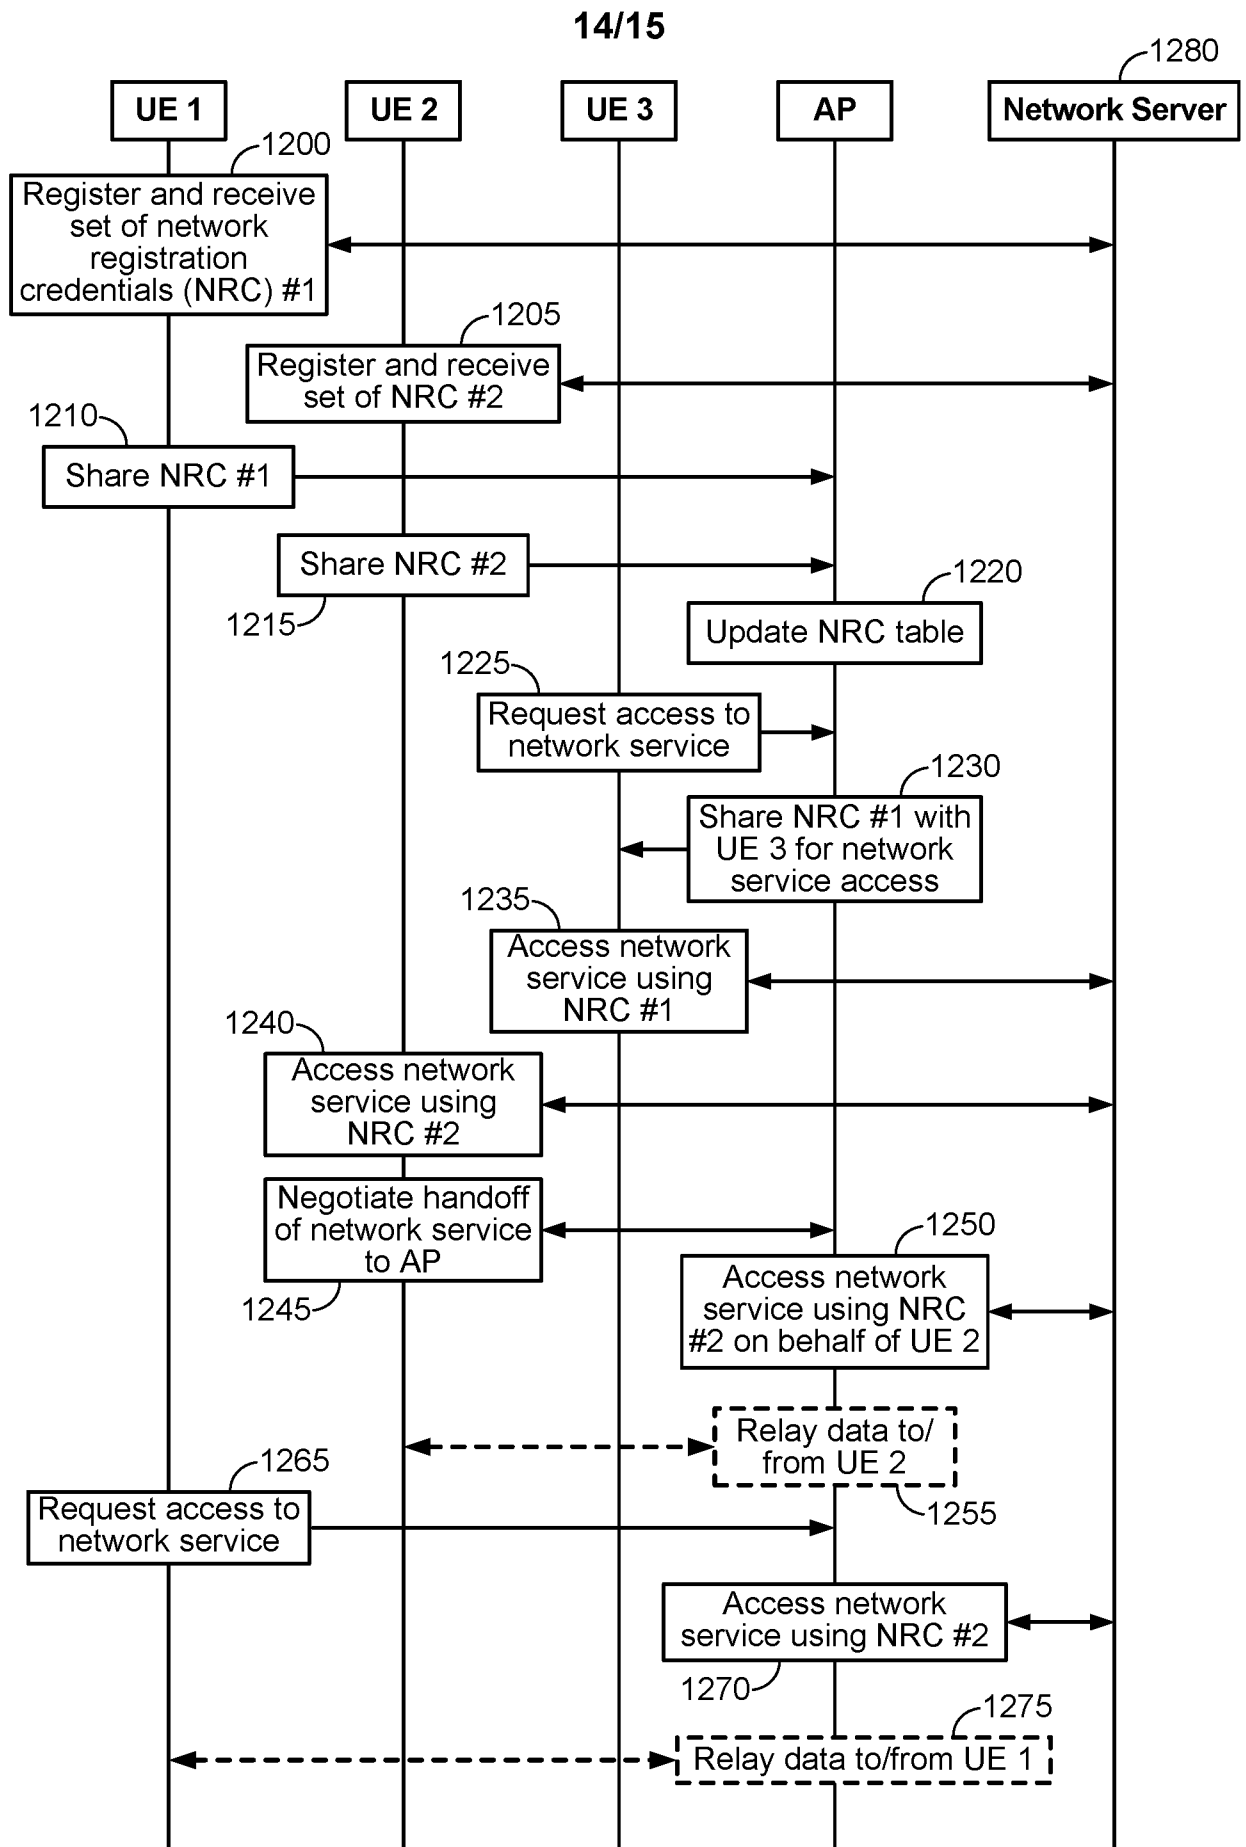 14/15
1280
UE 1
UE 2
UE 3
AP
Network Server
1200
Register and receive
set of network
registration
credentials (NRC) #1
1205
Register and receive
set of NRC #2
1210
Share NRC #1
Share NRC #2
1215
1220
Update NRC table
1225
Request access to
network service
1230
Share NRC #1 with
UE 3 for network
service access
1235
Access network
service using
NRC #1
1240
Access network
service using
NRC #2
Negotiate handoff
of network service
to AP
1245
1250
Access network
service using NRC
#2 on behalf of UE 2
Relay data to/
from UE 2
1255
1265
Request access to
network service
Access network
service using NRC #2
1270
1275
Relay data to/from UE 1